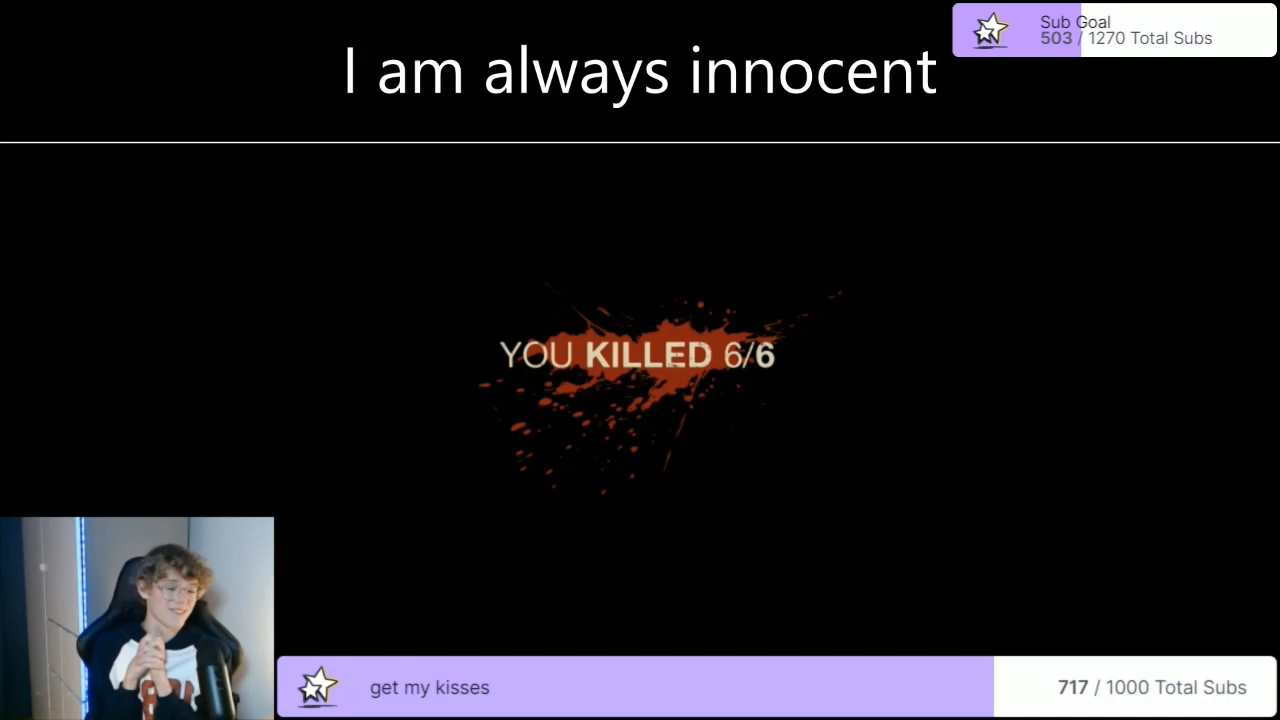 Sub Goal
503 / 1270 Total Subs
I am always innocent
YOU KILLED 6/6
get my kisses
717 / 1000 Total Subs